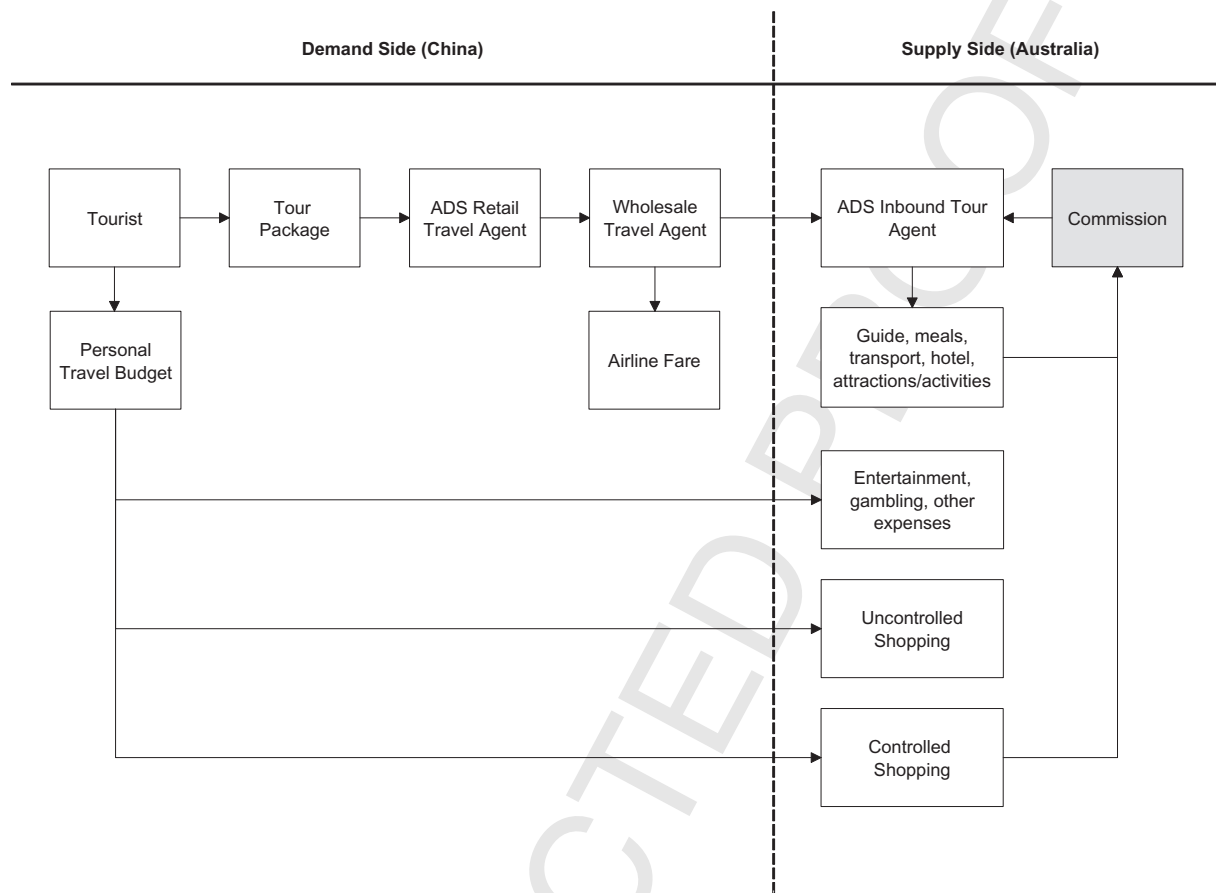 Demand Side (China)
Supply Side (Australia)
Tourist
Tour
Package
ADS Retail
Travel Agent
Wholesale
Travel Agent
ADS Inbound Tour
Agent
Commission
Personal
Travel Budget
Airline Fare
Guide, meals,
transport, hotel,
attractions/activities
Entertainment,
gambling, other
expenses
Uncontrolled
Shopping
Controlled
Shopping
CTED PROOF